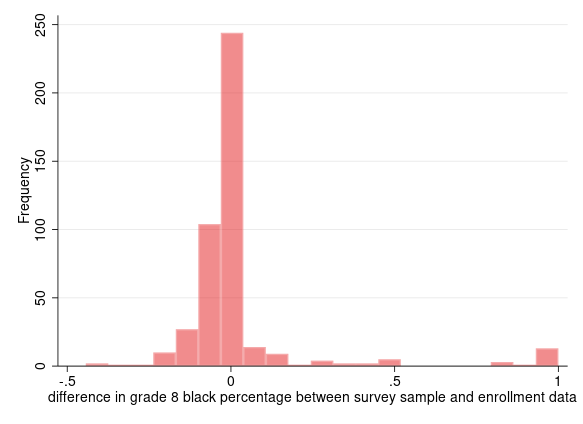 250
200
150
100
50
0
Frequency
-.5 0 .5 1
difference in grade 8 black percentage between survey sample and enrollment data